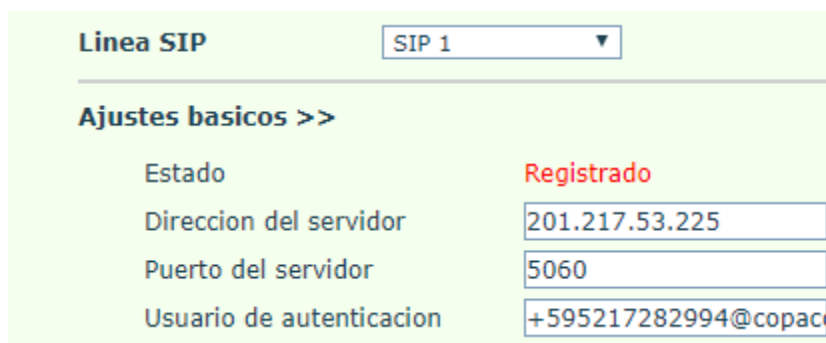 Linea SIP SIP 1
Ajustes basicos >>
Estado Registrado
Direccion del servidor 201.217.53.225
Puerto del servidor 5060
Usuario de autenticacion +595217282994@copac